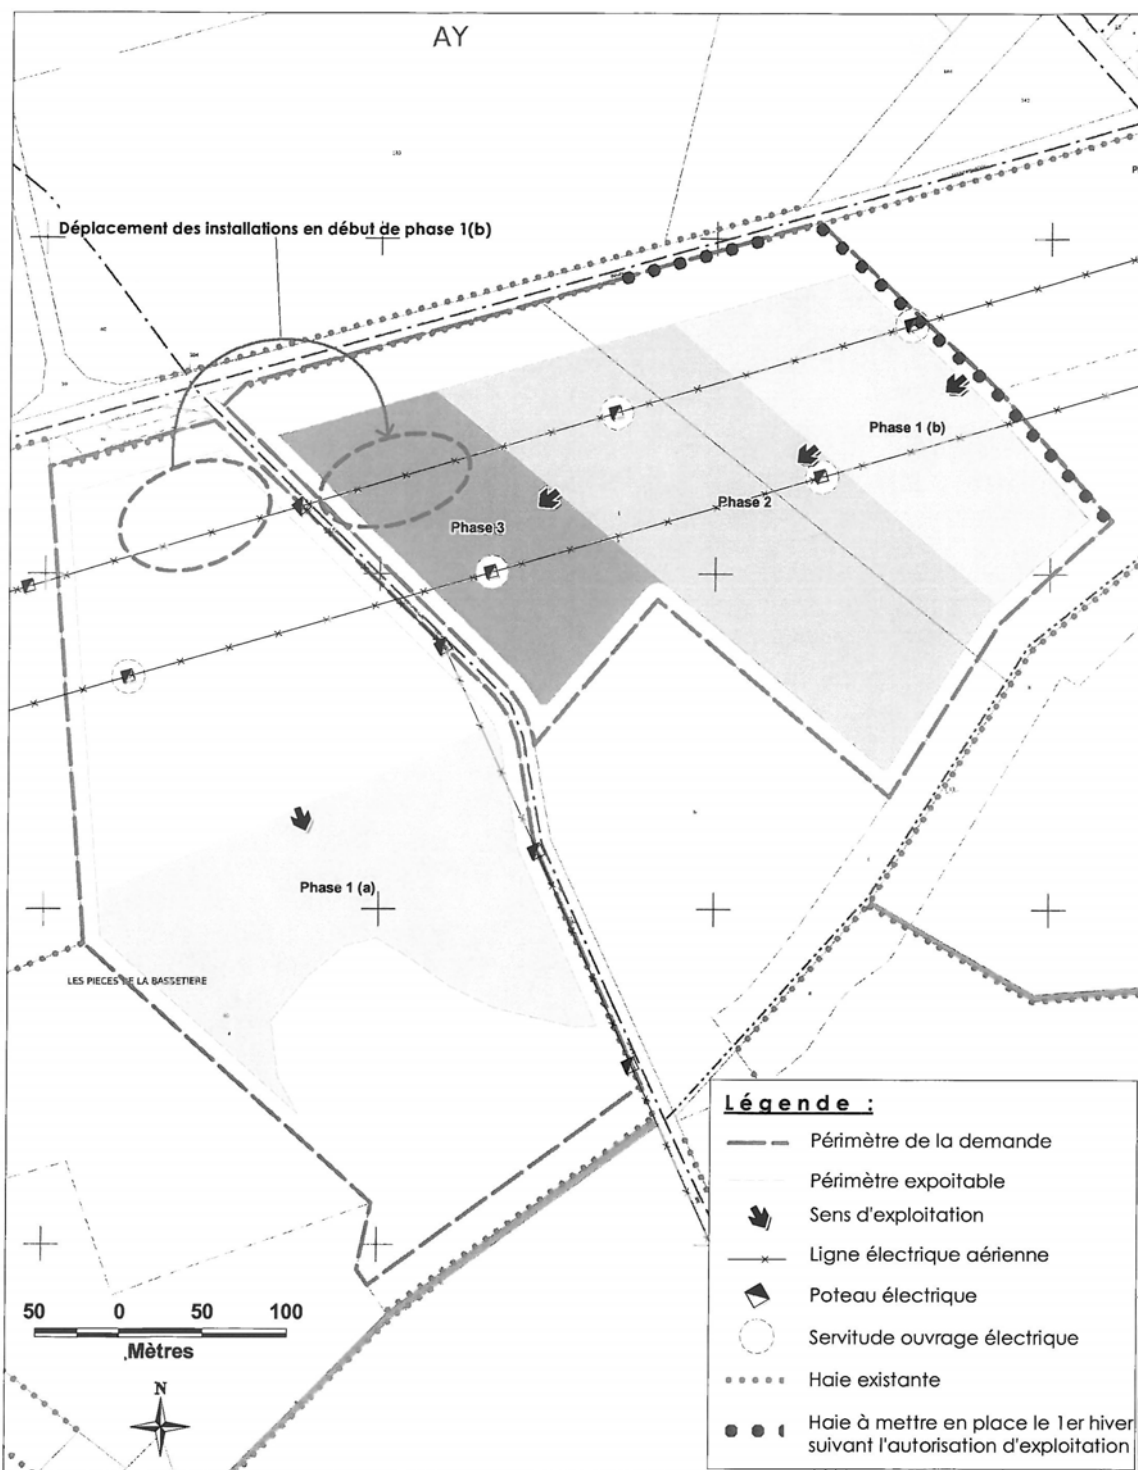 AY
Déplacement des installations en début de phase 1(b)
Phase 1 (b)
Phase 2
Phase 3
Phase 1 (a)
LES PIECES DE LA BASSETIERE
Légende :
Périmètre de la demande
Périmètre expoitable
Sens d'exploitation
Ligne électrique aérienne
Poteau électrique
Servitude ouvrage électrique
Haie existante
Haie à mettre en place le 1er hiver
suivant l'autorisation d'exploitation
50 0 50 100
Mètres
N